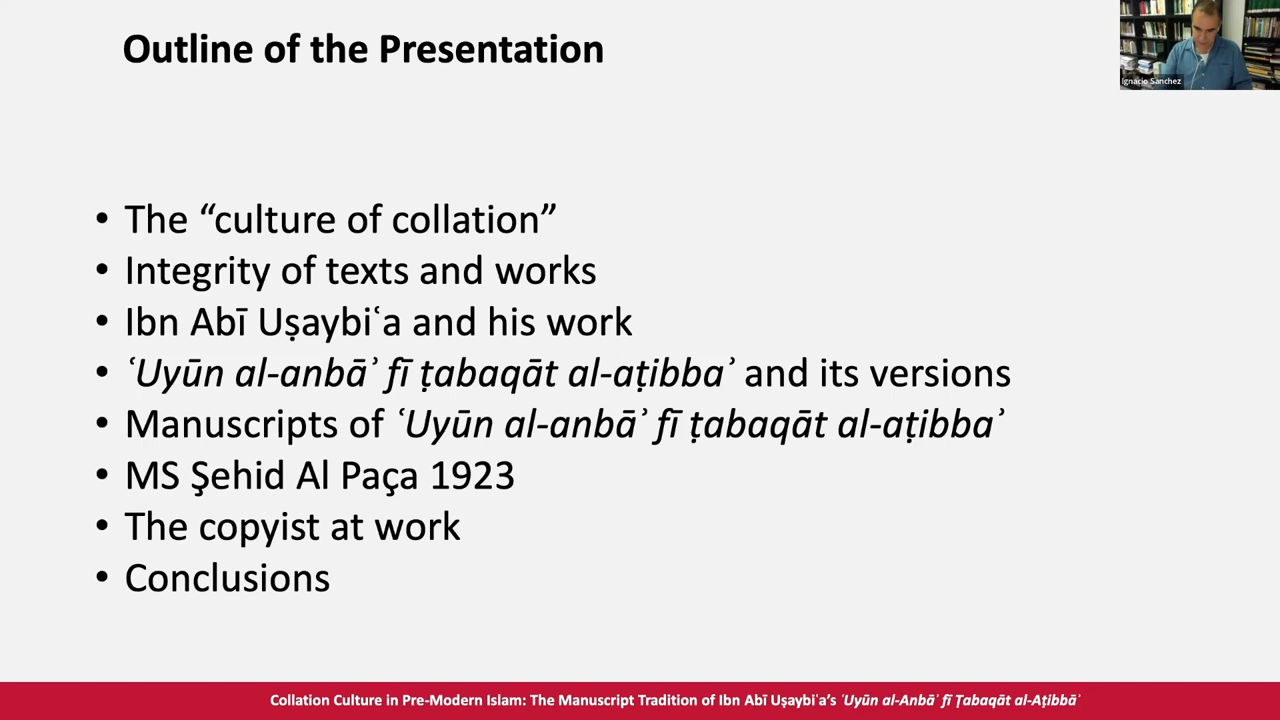 Outline of the Presentation
Ignacio Sanchez
• The “culture of collation”
• Integrity of texts and works
• Ibn Abī Uṣaybiʿa and his work
• ʿUyūn al-anbāʾ fī ṭabaqāt al-aṭibbaʾ and its versions
• Manuscripts of ʿUyūn al-anbāʾ fī ṭabaqāt al-aṭibbaʾ
• MS Şehid Al Paça 1923
• The copyist at work
• Conclusions
Collation Culture in Pre-Modern Islam: The Manuscript Tradition of Ibn Abī Uṣaybiʿa’s ʿUyūn al-Anbāʾ fī Ṭabaqāt al-Aṭibbāʾ